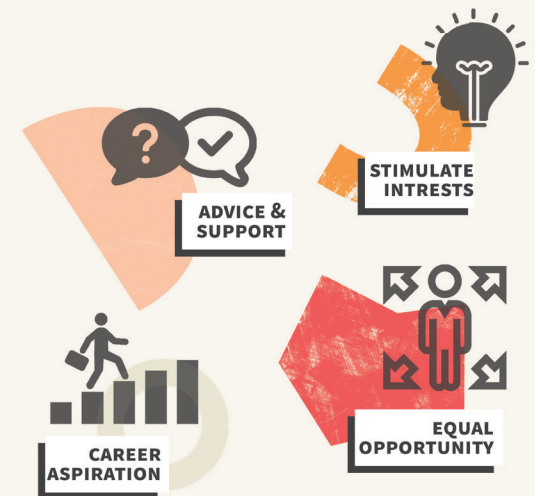 STIMULATE
INTRESTS
ADVICE &
SUPPORT
EQUAL
OPPORTUNITY
CAREER
ASPIRATION